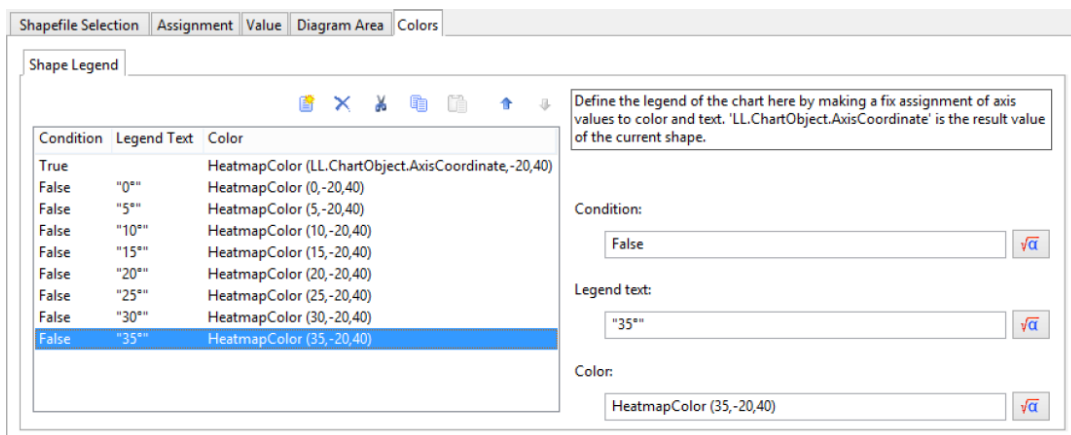 Shapefile Selection Assignment Value Diagram Area Colors
Shape Legend
Define the legend of the chart here by making a fix assignment of axis
values to color and text. 'LL.ChartObject.AxisCoordinate' is the result value
of the current shape.
Condition Legend Text Color
True HeatmapColor (LL.ChartObject.AxisCoordinate,-20,40)
False "0°" HeatmapColor (0,-20,40)
False "5°" HeatmapColor (5,-20,40)
False "10°" HeatmapColor (10,-20,40)
False "15°" HeatmapColor (15,-20,40)
False "20°" HeatmapColor (20,-20,40)
False "25°" HeatmapColor (25,-20,40)
False "30°" HeatmapColor (30,-20,40)
False "35°" HeatmapColor (35,-20,40)
Condition:
False √α
Legend text:
"35°" √α
Color:
HeatmapColor (35,-20,40) √α